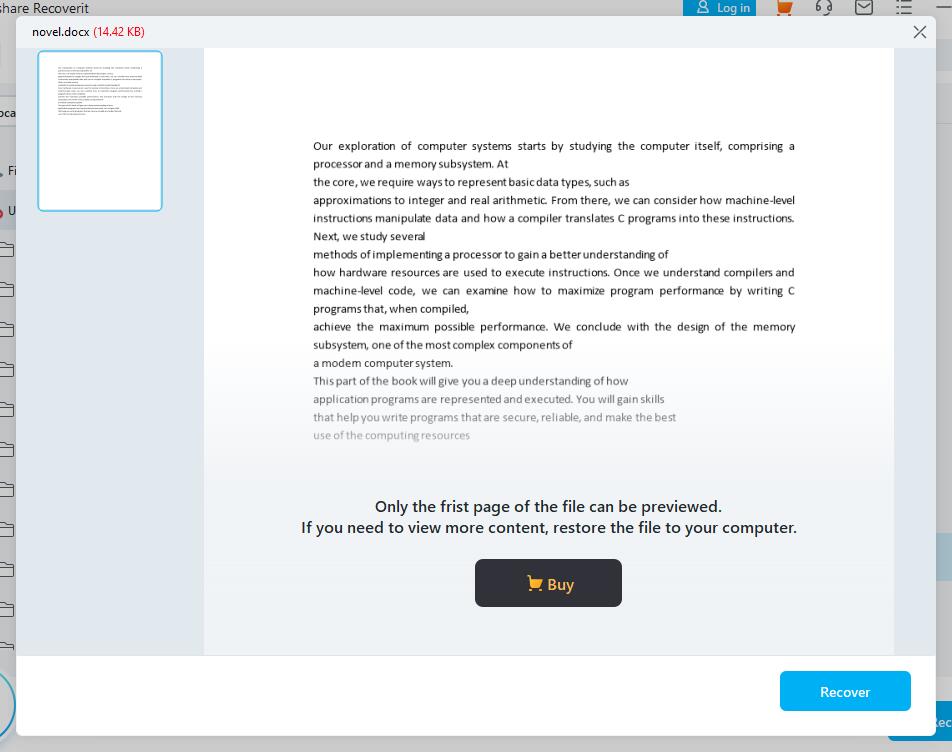 share Recoverit
Log in
novel.docx (14.42 KB)
Our exploration of computer systems starts by studying the computer itself, comprising a
processor and a memory subsystem. At
the core, we require ways to represent basic data types, such as
approximations to integer and real arithmetic. From there, we can consider how machine-level
instructions manipulate data and how a compiler translates C programs into these instructions.
Next, we study several
methods of implementing a processor to gain a better understanding of
how hardware resources are used to execute instructions. Once we understand compilers and
machine-level code, we can examine how to maximize program performance by writing C
programs that, when compiled,
achieve the maximum possible performance. We conclude with the design of the memory
subsystem, one of the most complex components of
a modern computer system.
This part of the book will give you a deep understanding of how
application programs are represented and executed. You will gain skills
that help you write programs that are secure, reliable, and make the best
use of the computing resources
Only the frist page of the file can be previewed.
If you need to view more content, restore the file to your computer.
Buy
Recover